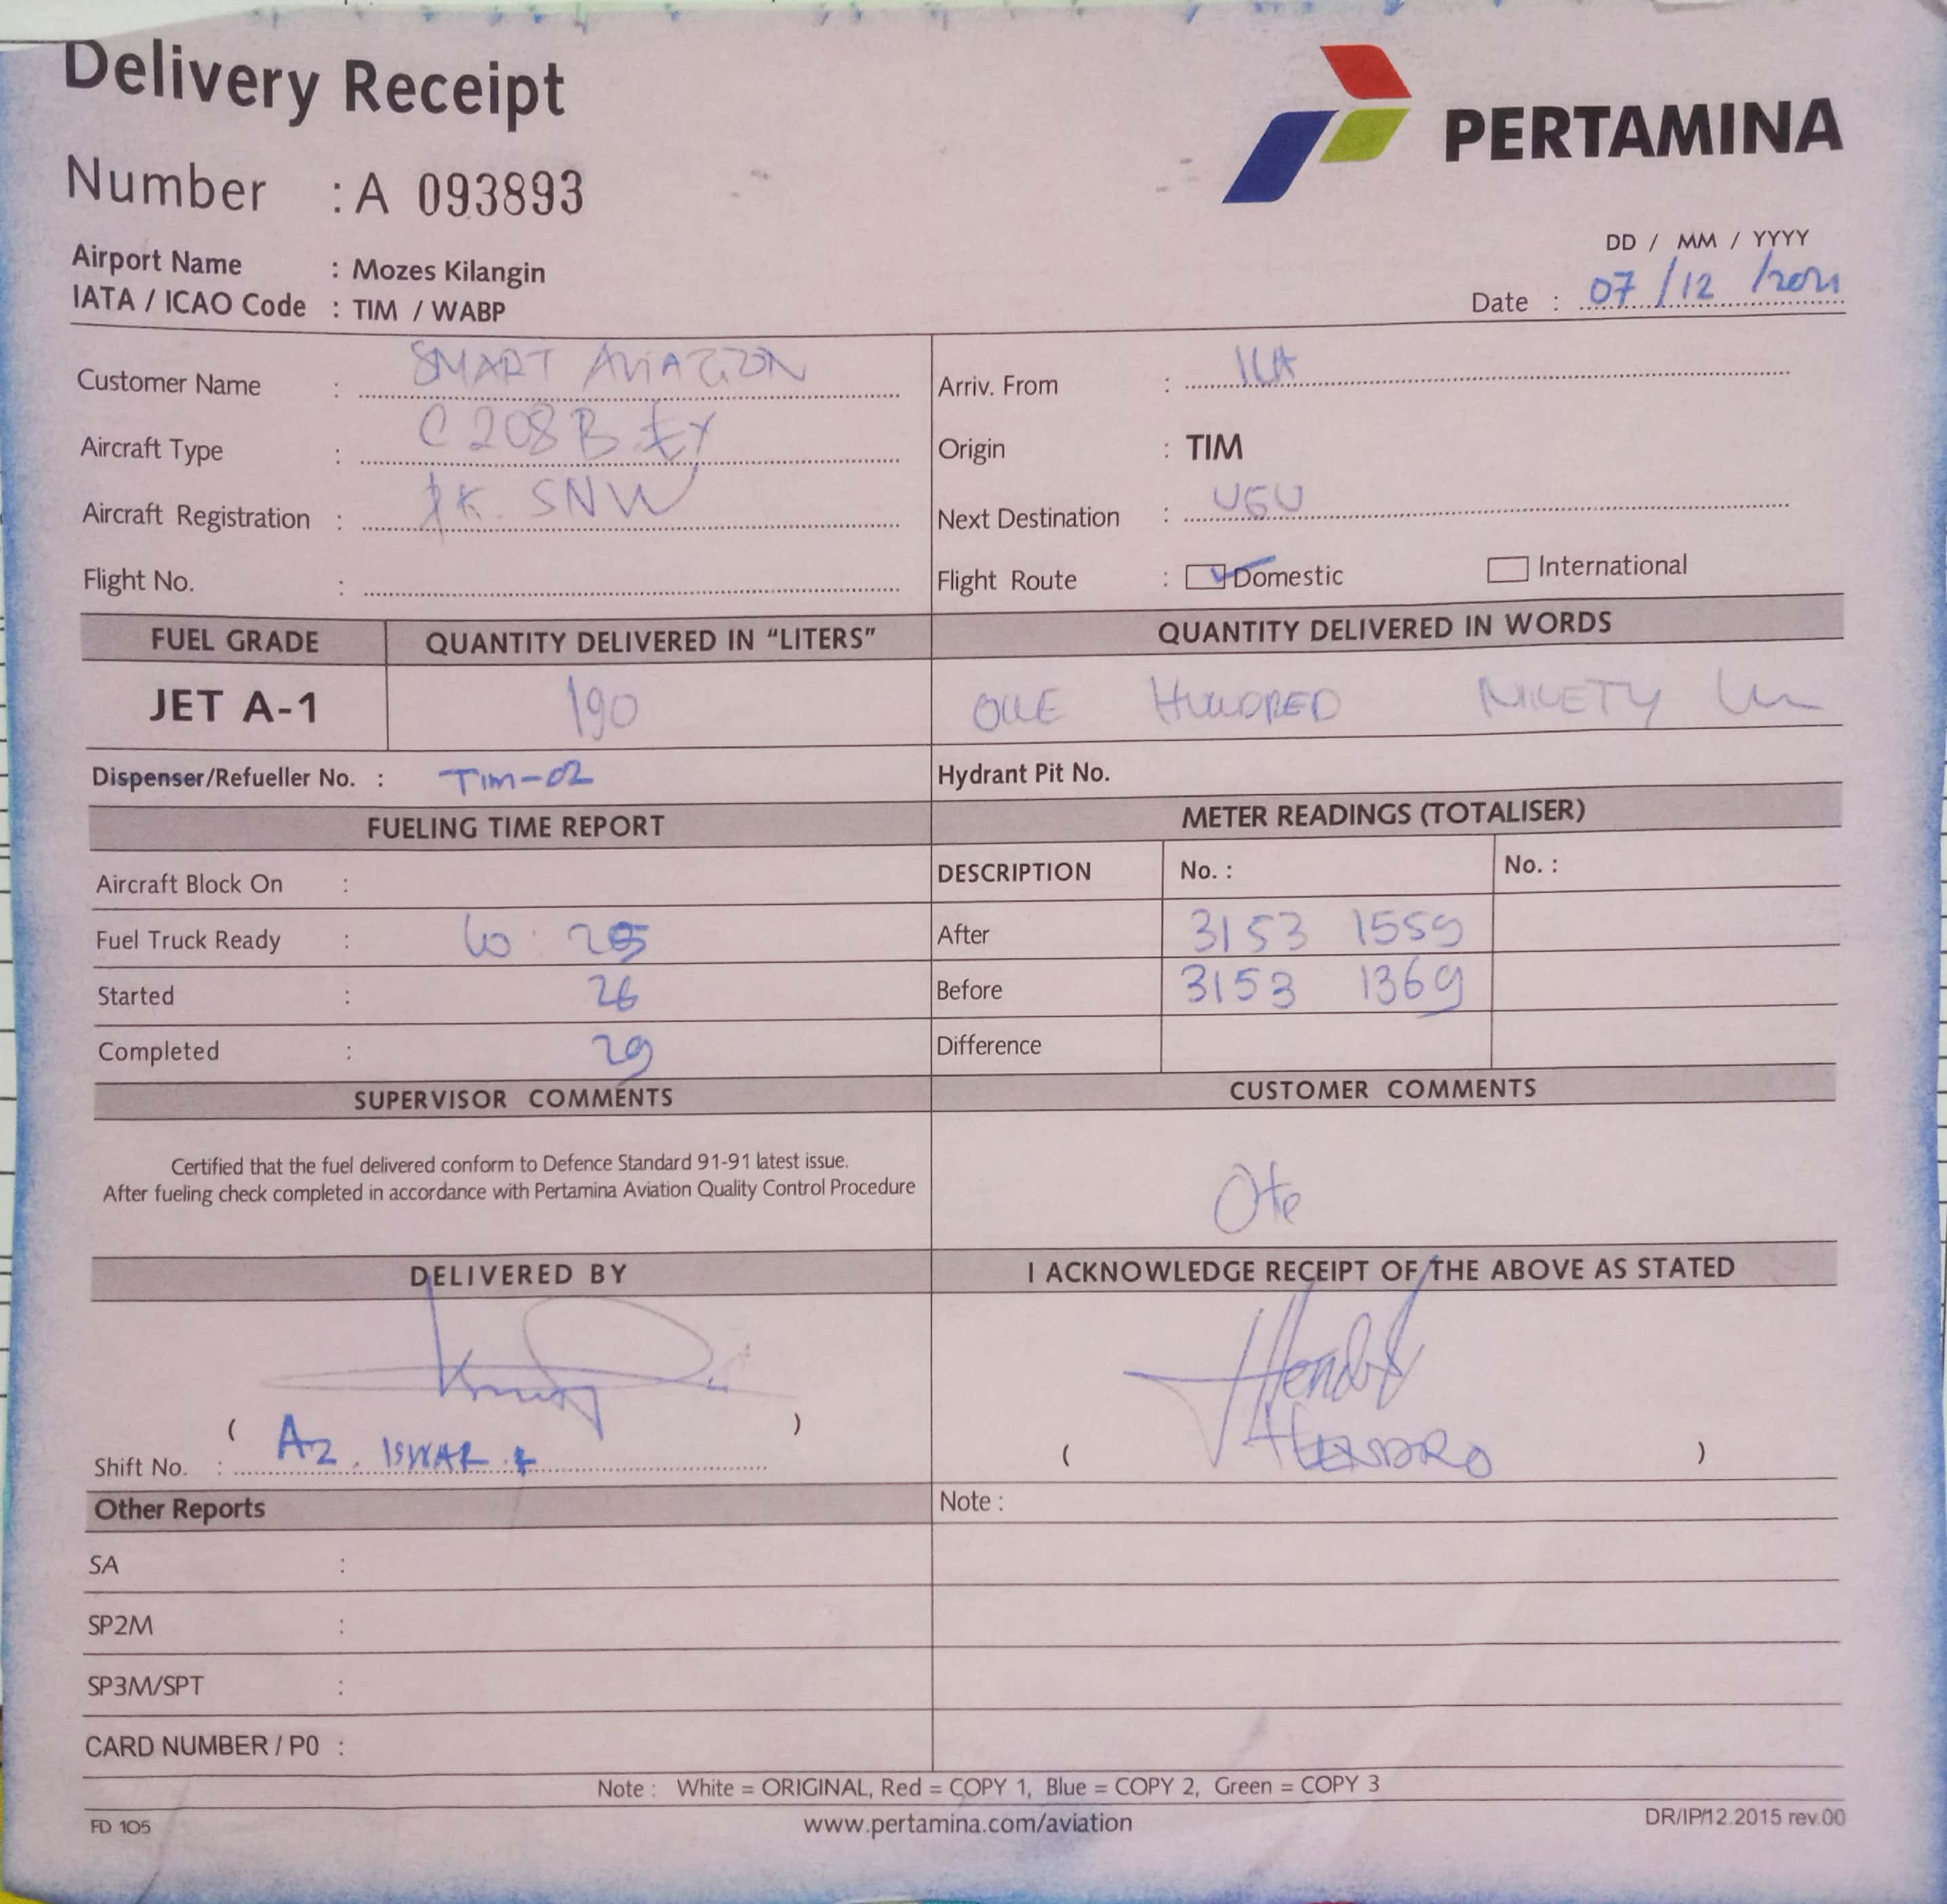 Delivery Receipt
PERTAMINA
Number : A 093893
Airport Name : Mozes Kilangin
IATA / ICAO Code : TIM / WABP
DD / MM / YYYY
Date : 07 / 12 / 2021
Customer Name : SMART AVIATION
Aircraft Type : C 208 B EX
Aircraft Registration : PK SNW
Flight No. :
Arriv. From : ILA
Origin : TIM
Next Destination :
Flight Route : Domestic International
FUEL GRADE QUANTITY DELIVERED IN "LITERS" QUANTITY DELIVERED IN WORDS
JET A-1 190 ONE HUNDRED NINETY
Dispenser/Refueller No. : TIM-02 Hydrant Pit No.
FUELING TIME REPORT
Aircraft Block On :
Fuel Truck Ready : 25
Started : 26
Completed : 29
METER READINGS (TOTALISER)
DESCRIPTION No. : No. :
After 3153 1559
Before 3153 1369
Difference
SUPERVISOR COMMENTS
Certified that the fuel delivered conform to Defence Standard 91-91 latest issue.
After fueling check completed in accordance with Pertamina Aviation Quality Control Procedure
CUSTOMER COMMENTS
DELIVERED BY
( )
Shift No. : A2. ISWAR
I ACKNOWLEDGE RECEIPT OF THE ABOVE AS STATED
( HENDRO )
Other Reports
SA :
SP2M :
SP3M/SPT :
CARD NUMBER / P0 :
Note :
Note : White = ORIGINAL, Red = COPY 1, Blue = COPY 2, Green = COPY 3
FD 105 www.pertamina.com/aviation DR/IP/12.2015 rev.00